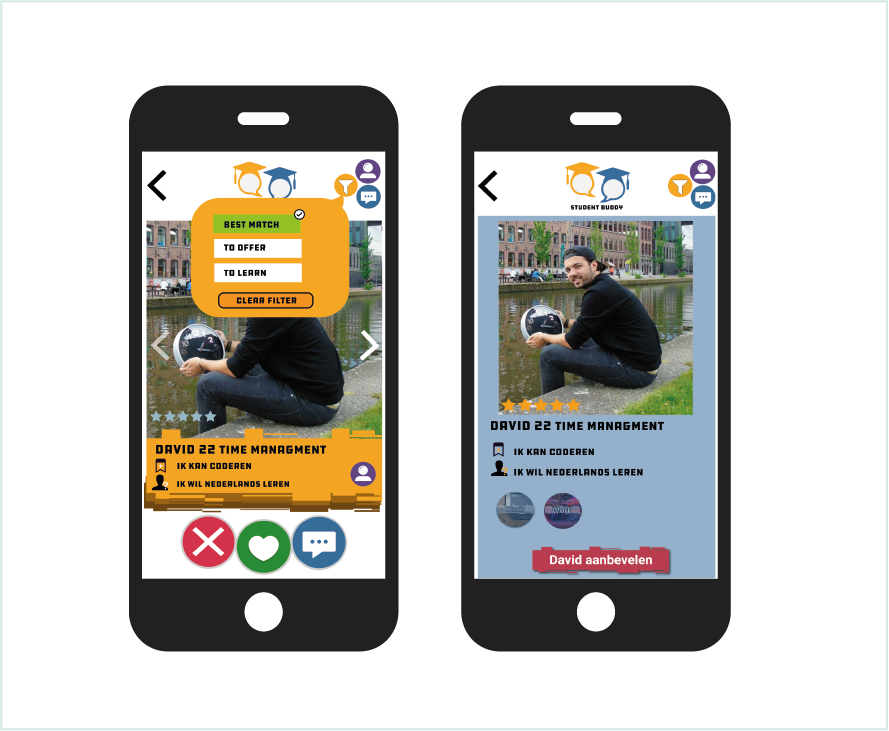 BEST MATCH
TO OFFER
TO LEARN
CLEAR FILTER
DAVID 22 TIME MANAGMENT
IK KAN CODEREN
IK WIL NEDERLANDS LEREN
STUDENT BUDDY
DAVID 22 TIME MANAGMENT
IK KAN CODEREN
IK WIL NEDERLANDS LEREN
David aanbevelen